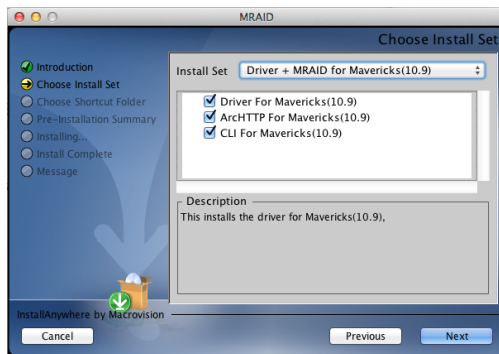 MRAID
Choose Install Set
Introduction
Choose Install Set
Choose Shortcut Folder
Pre-Installation Summary
Installing...
Install Complete
Message
Install Set
Driver + MRAID for Mavericks(10.9)
Driver For Mavericks(10.9)
ArcHTTP For Mavericks(10.9)
CLI For Mavericks(10.9)
Description
This installs the driver for Mavericks(10.9),
InstallAnywhere by Macrovision
Cancel
Previous
Next